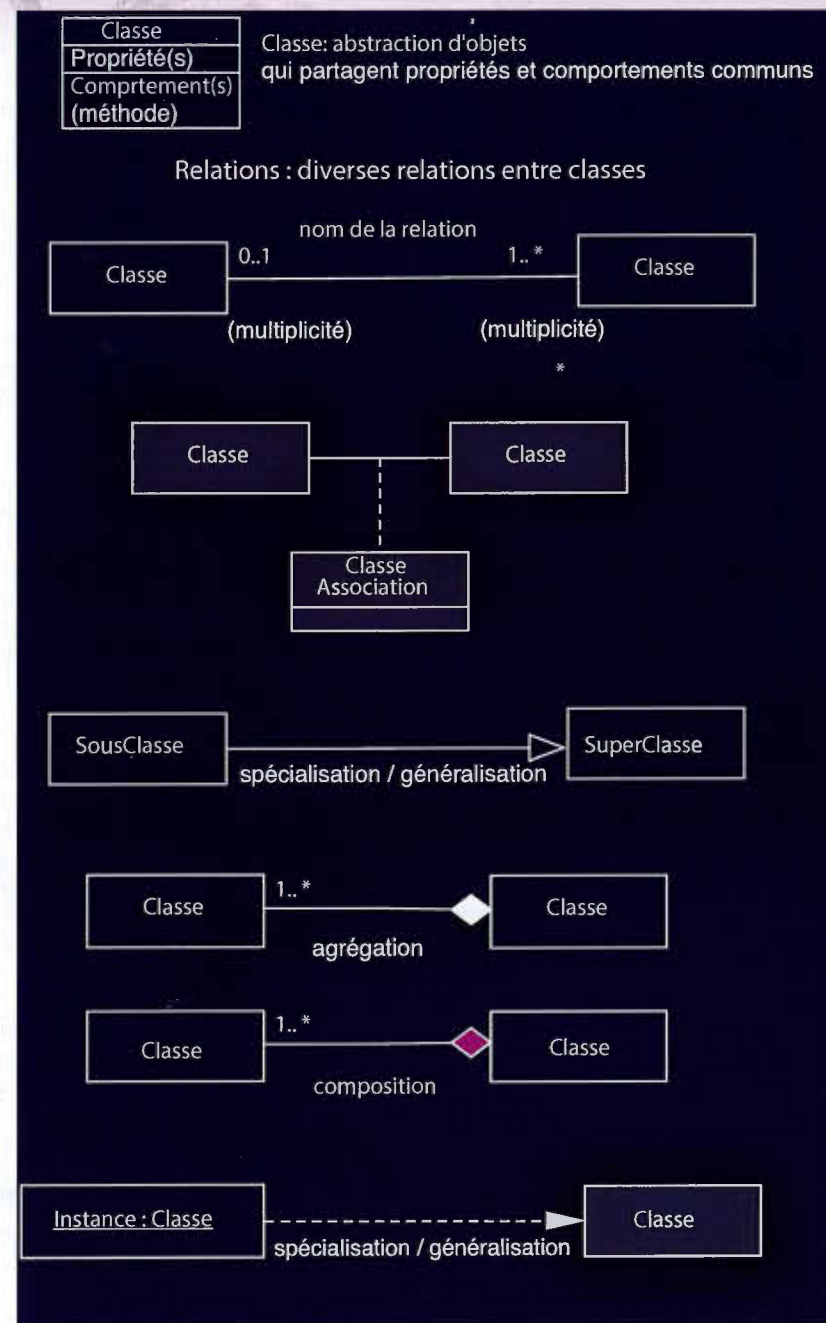 Classe
Propriété(s)
Comprtement(s)
(méthode)
Classe: abstraction d'objets
qui partagent propriétés et comportements communs
Relations : diverses relations entre classes
nom de la relation
Classe
0..1
1.. *
Classe
(multiplicité)
(multiplicité)
*
Classe
Classe
Classe
Association
SousClasse
SuperClasse
spécialisation / généralisation
Classe
1.. *
Classe
agrégation
Classe
1.. *
Classe
composition
Instance : Classe
Classe
spécialisation / généralisation